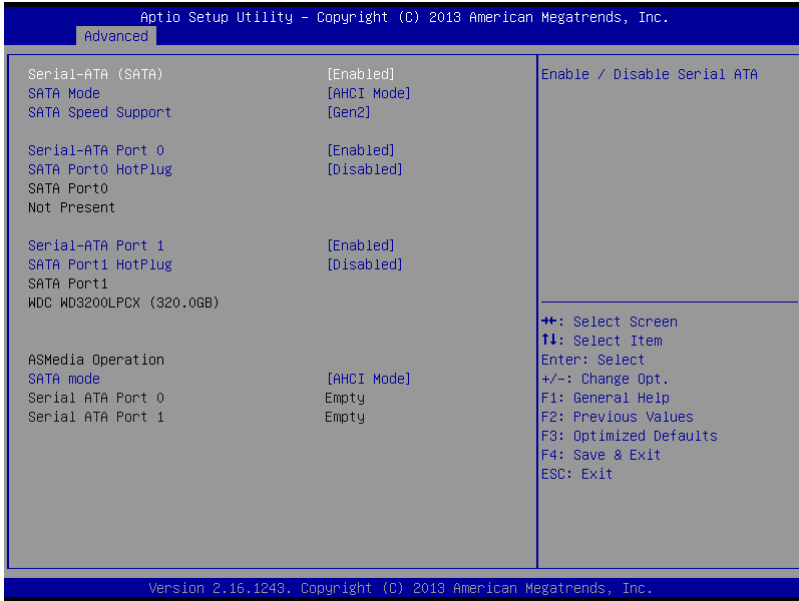 Aptio Setup Utility – Copyright (C) 2013 American Megatrends, Inc.
Advanced
Serial-ATA (SATA) [Enabled]
SATA Mode [AHCI Mode]
SATA Speed Support [Gen2]
Serial-ATA Port 0 [Enabled]
SATA Port0 HotPlug [Disabled]
SATA Port0
Not Present
Serial-ATA Port 1 [Enabled]
SATA Port1 HotPlug [Disabled]
SATA Port1
WDC WD3200LPCX (320.0GB)
ASMedia Operation
SATA mode [AHCI Mode]
Serial ATA Port 0 Empty
Serial ATA Port 1 Empty
Enable / Disable Serial ATA
→←: Select Screen
↑↓: Select Item
Enter: Select
+/-: Change Opt.
F1: General Help
F2: Previous Values
F3: Optimized Defaults
F4: Save & Exit
ESC: Exit
Version 2.16.1243. Copyright (C) 2013 American Megatrends, Inc.